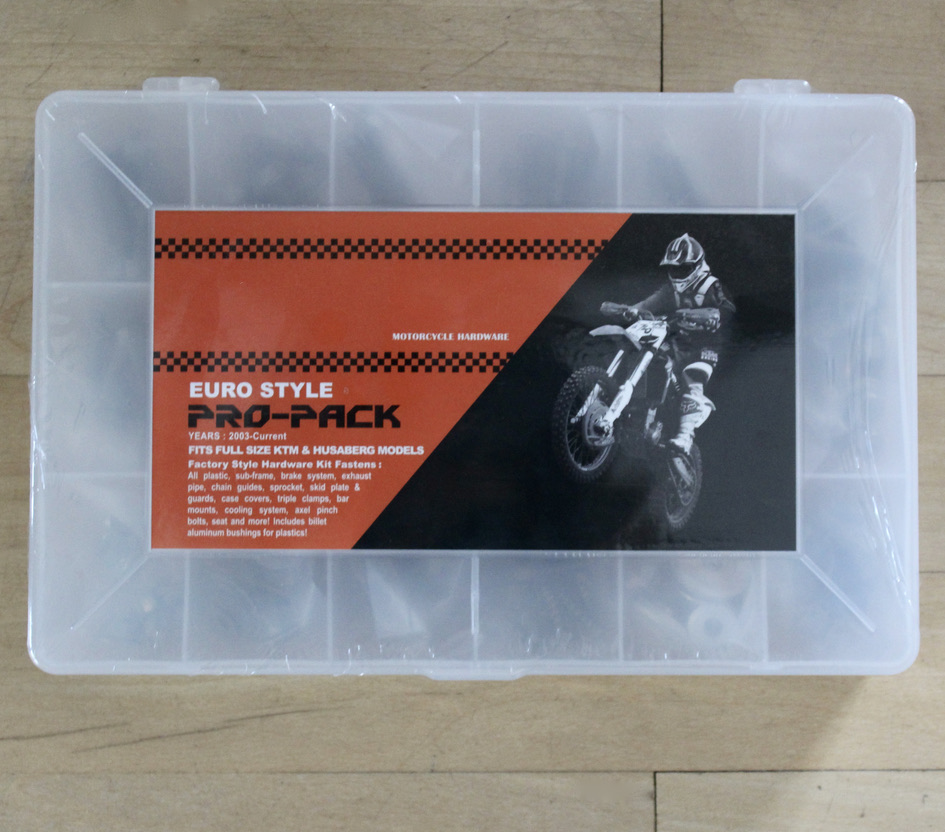 MOTORCYCLE HARDWARE
EURO STYLE
PRO-PACK
YEARS : 2003-Current
FITS FULL SIZE KTM & HUSABERG MODELS
Factory Style Hardware Kit Fastens :
All plastic, sub-frame, brake system, exhaust
pipe, chain guides, sprocket, skid plate &
guards, case covers, triple clamps, bar
mounts, cooling system, axel pinch
bolts, seat and more! Includes billet
aluminum bushings for plastics!